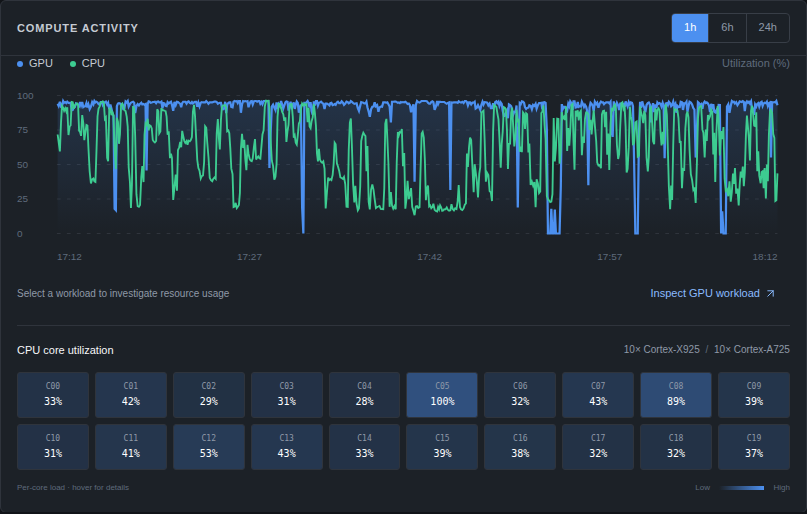 COMPUTE ACTIVITY 1h 6h 24h
GPU CPU Utilization (%)
100
75
50
25
0
17:12 17:27 17:42 17:57 18:12
Select a workload to investigate resource usage Inspect GPU workload ↗
CPU core utilization 10× Cortex-X925 / 10× Cortex-A725
C00 C01 C02 C03 C04 C05 C06 C07 C08 C09
33% 42% 29% 31% 28% 100% 32% 43% 89% 39%
C10 C11 C12 C13 C14 C15 C16 C17 C18 C19
31% 41% 53% 43% 33% 39% 38% 32% 32% 37%
Per-core load · hover for details Low High